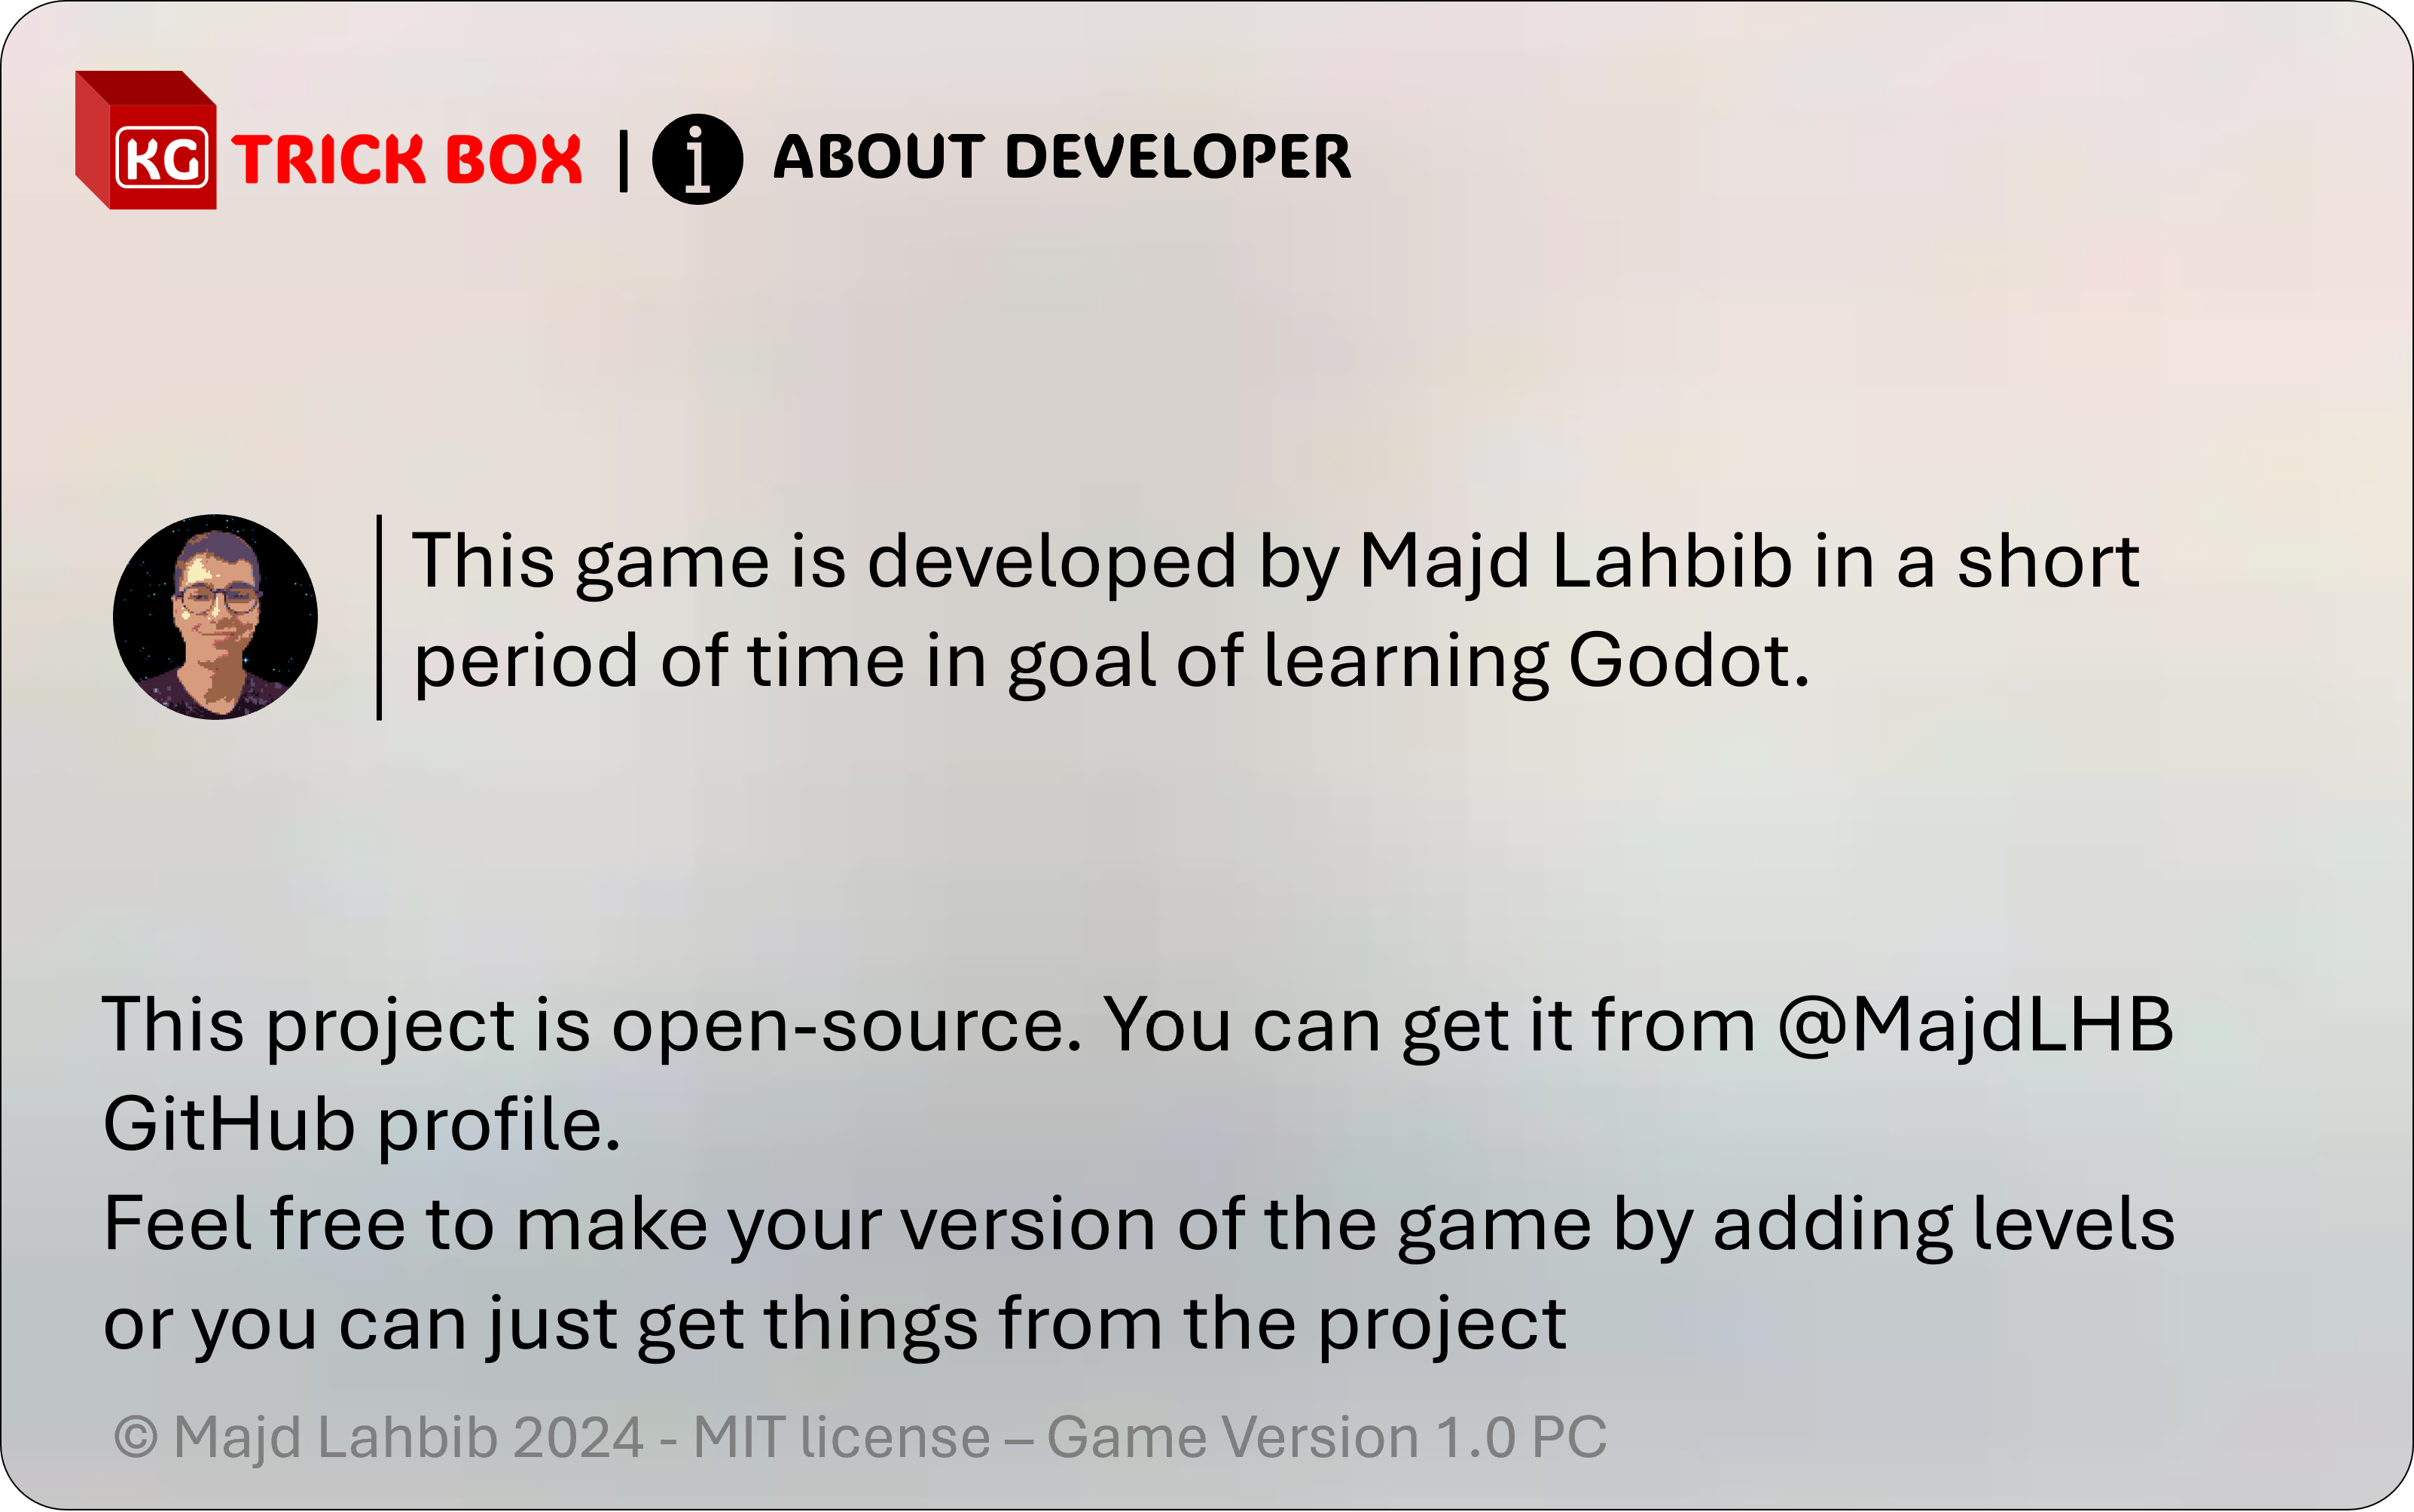 KG TRICK BOX | i ABOUT DEVELOPER
This game is developed by Majd Lahbib in a short
period of time in goal of learning Godot.
This project is open-source. You can get it from @MajdLHB
GitHub profile.
Feel free to make your version of the game by adding levels
or you can just get things from the project
© Majd Lahbib 2024 - MIT license – Game Version 1.0 PC